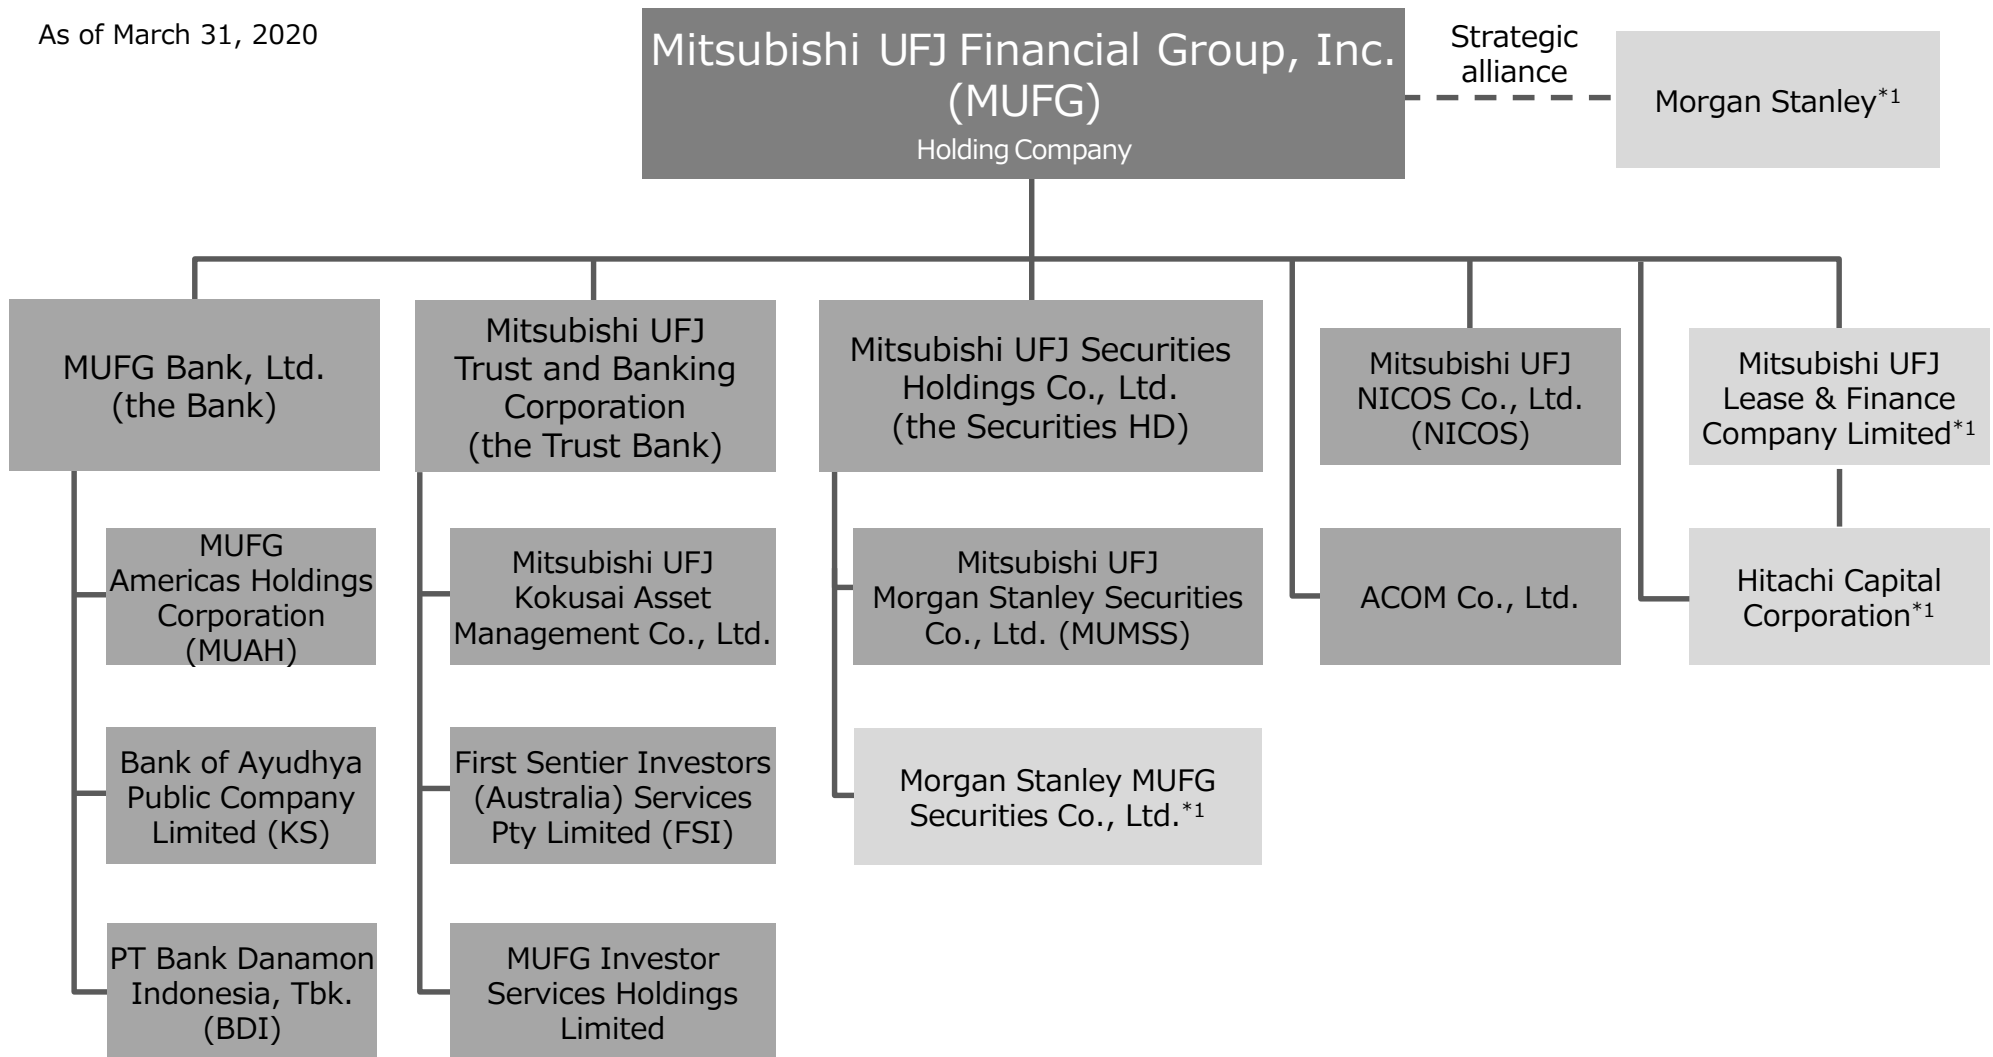 As of March 31, 2020
Mitsubishi UFJ Financial Group, Inc.
(MUFG)
Holding Company
Strategic
alliance
Morgan Stanley*1
MUFG Bank, Ltd.
(the Bank)
Mitsubishi UFJ
Trust and Banking
Corporation
(the Trust Bank)
Mitsubishi UFJ Securities
Holdings Co., Ltd.
(the Securities HD)
Mitsubishi UFJ
NICOS Co., Ltd.
(NICOS)
Mitsubishi UFJ
Lease & Finance
Company Limited*1
MUFG
Americas Holdings
Corporation
(MUAH)
Mitsubishi UFJ
Kokusai Asset
Management Co., Ltd.
Mitsubishi UFJ
Morgan Stanley Securities
Co., Ltd. (MUMSS)
ACOM Co., Ltd.
Hitachi Capital
Corporation*1
Bank of Ayudhya
Public Company
Limited (KS)
First Sentier Investors
(Australia) Services
Pty Limited (FSI)
Morgan Stanley MUFG
Securities Co., Ltd.*1
PT Bank Danamon
Indonesia, Tbk.
(BDI)
MUFG Investor
Services Holdings
Limited